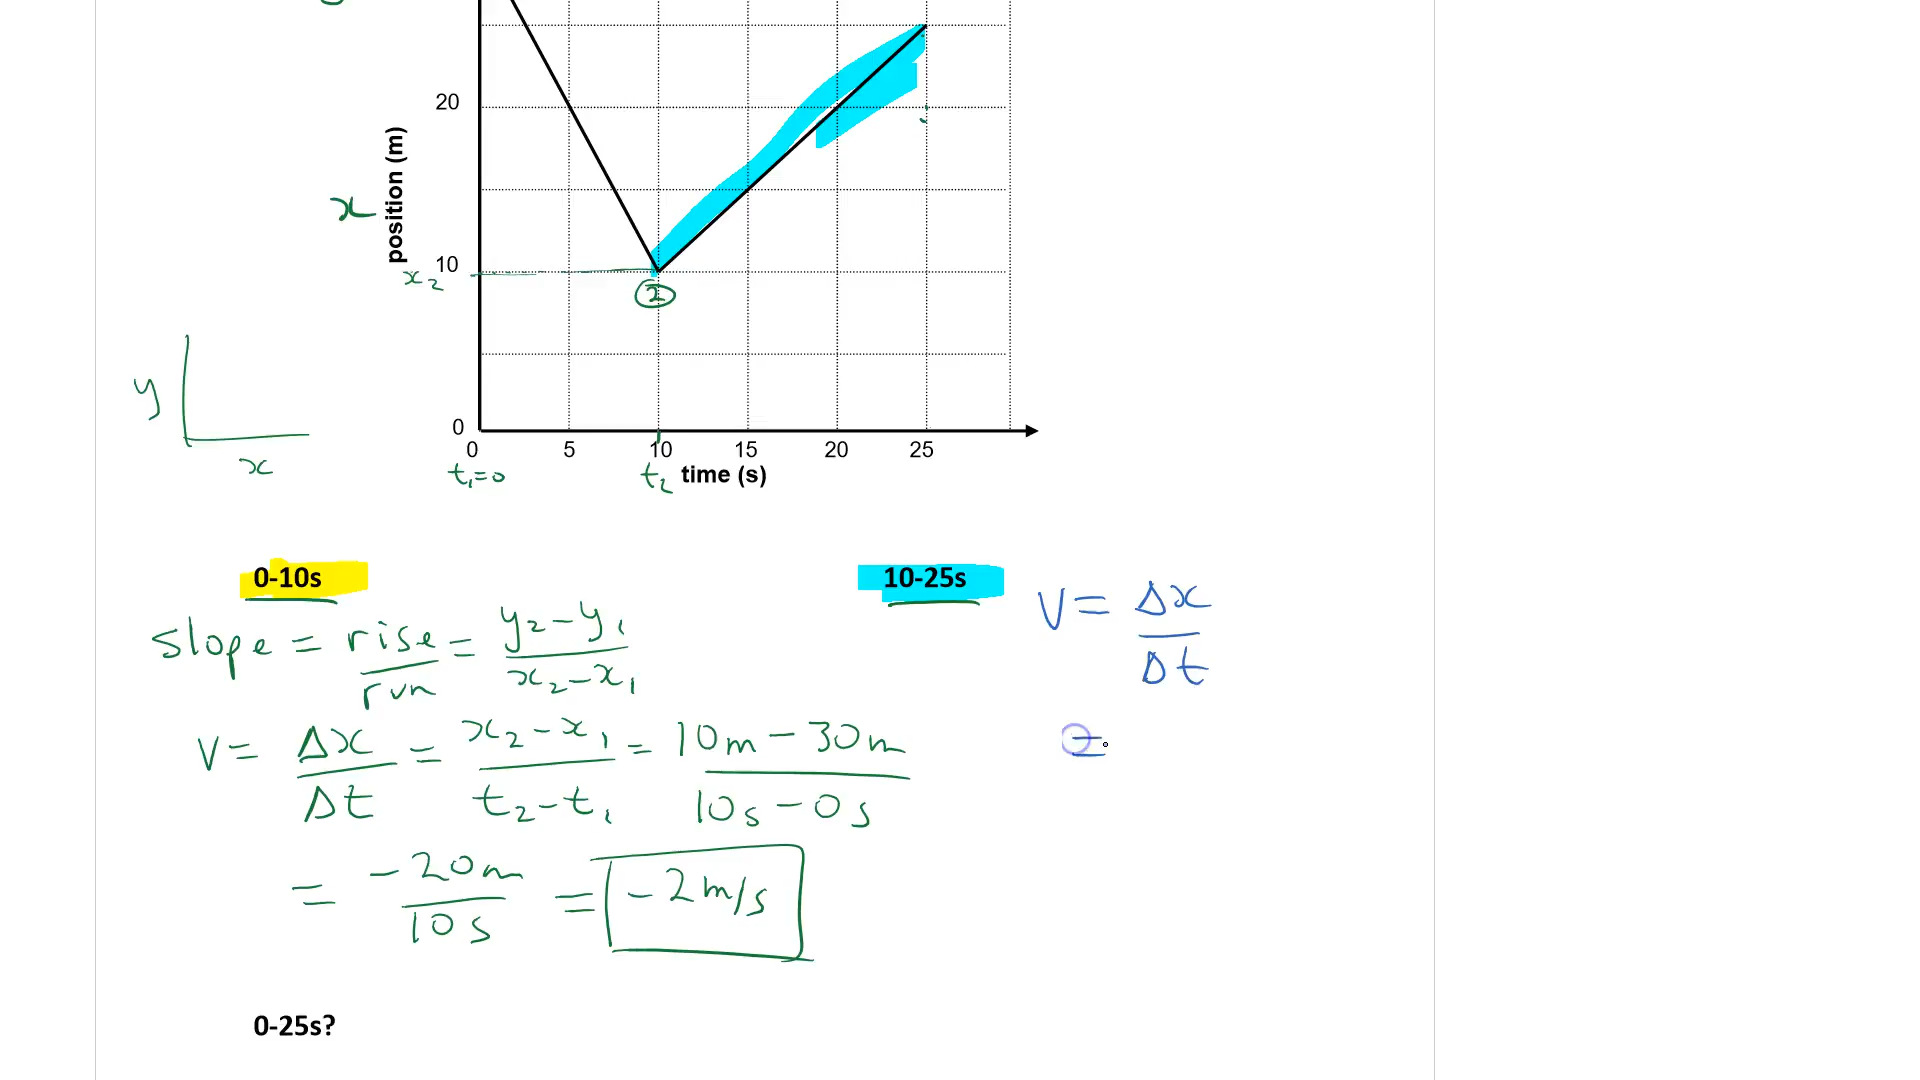 20
position (m)
x
10
x₂
②
y
x
0
0 5 10 15 20 25
t₁=0 t₂ time (s)
0-10s
slope = rise/run = y₂-y₁/x₂-x₁
v = Δx/Δt = x₂-x₁/t₂-t₁ = 10m-30m/10s-0s
= -20m/10s = -2m/s
10-25s
V = Δx/Δt
=
0-25s?